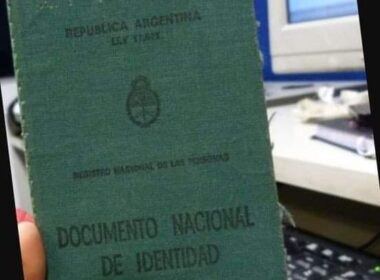 REPUBLICA ARGENTINA
LEY 17.671
REGISTRO NACIONAL DE LAS PERSONAS
DOCUMENTO NACIONAL
DE IDENTIDAD